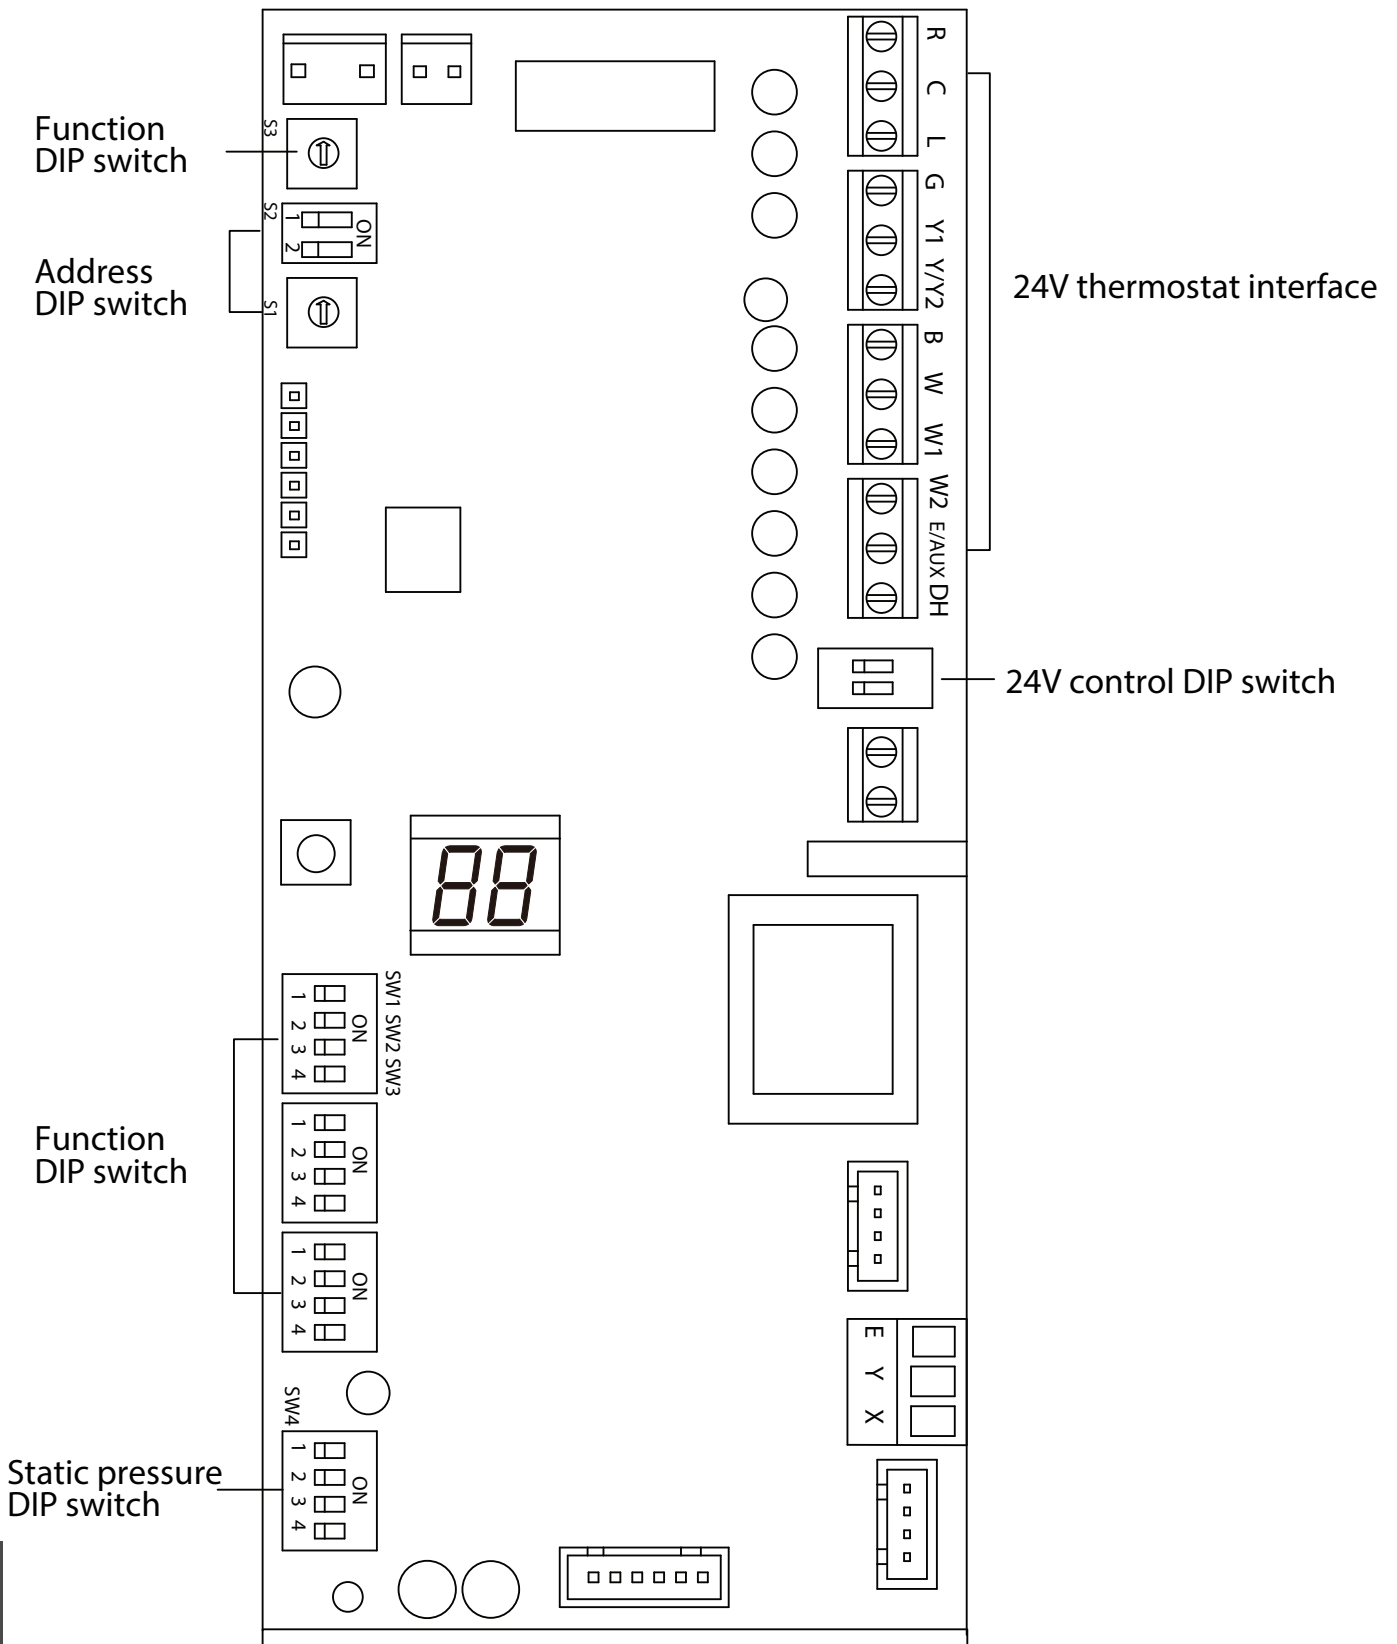 Function
DIP switch
Address
DIP switch
S3
S2
1
2
ON
S1
R
C
L
G
Y1
Y/Y2
B
W
W1
W2
E/AUX
DH
24V thermostat interface
24V control DIP switch
88
SW1 SW2 SW3
1
2
3
4
ON
1
2
3
4
ON
1
2
3
4
ON
Function
DIP switch
E
Y
X
SW4
1
2
3
4
ON
Static pressure
DIP switch